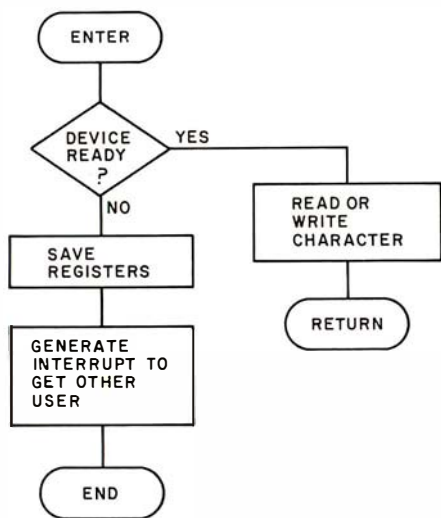 ENTER
DEVICE
READY
?
YES
NO
READ OR
WRITE
CHARACTER
SAVE
REGISTERS
RETURN
GENERATE
INTERRUPT TO
GET OTHER
USER
END